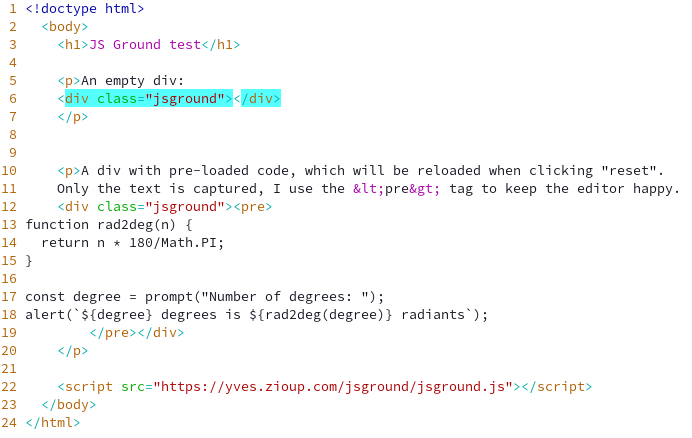 1 <!doctype html>
2   <body>
3     <h1>JS Ground test</h1>
4
5     <p>An empty div:
6     <div class="jsground"></div>
7     </p>
8
9
10     <p>A div with pre-loaded code, which will be reloaded when clicking "reset".
11     Only the text is captured, I use the &lt;pre&gt; tag to keep the editor happy.
12     <div class="jsground"><pre>
13 function rad2deg(n) {
14   return n * 180/Math.PI;
15 }
16
17 const degree = prompt("Number of degrees: ");
18 alert(`${degree} degrees is ${rad2deg(degree)} radiants`);
19         </pre></div>
20     </p>
21
22     <script src="https://yves.zioup.com/jsground/jsground.js"></script>
23   </body>
24 </html>